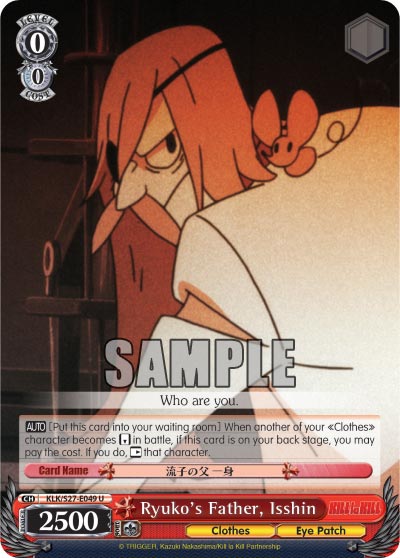 LEVEL
0
0
COST
SAMPLE
Who are you.
AUTO [Put this card into your waiting room] When another of your «Clothes»
character becomes in battle, if this card is on your back stage, you may
pay the cost. If you do, that character.
Card Name 流子の父 一身
CH KLK/S27-E049 U
POWER 2500 SOUL Ryuko's Father, Isshin KILL la KILL
Clothes Eye Patch
© TRIGGER, Kazuki Nakashima/Kill la Kill Partnership